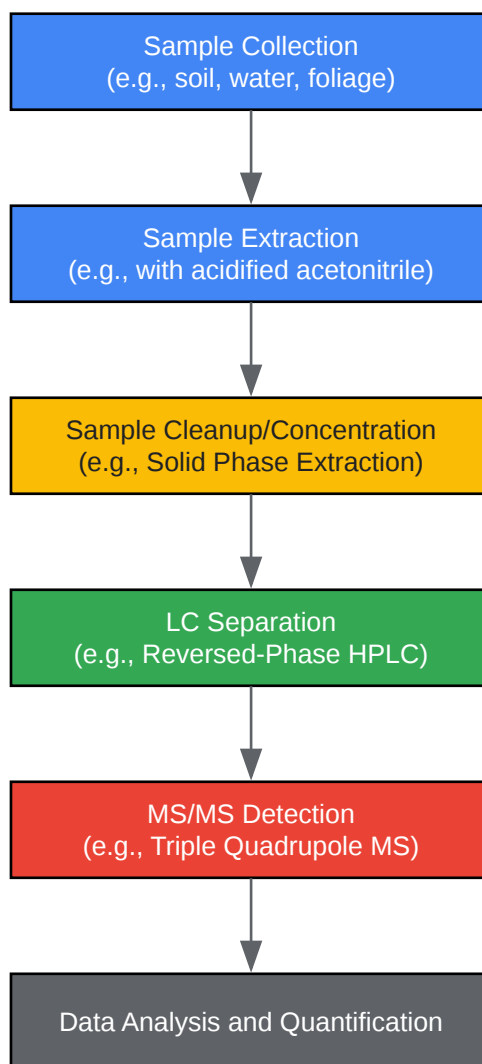 Sample Collection
(e.g., soil, water, foliage)
Sample Extraction
(e.g., with acidified acetonitrile)
Sample Cleanup/Concentration
(e.g., Solid Phase Extraction)
LC Separation
(e.g., Reversed-Phase HPLC)
MS/MS Detection
(e.g., Triple Quadrupole MS)
Data Analysis and Quantification